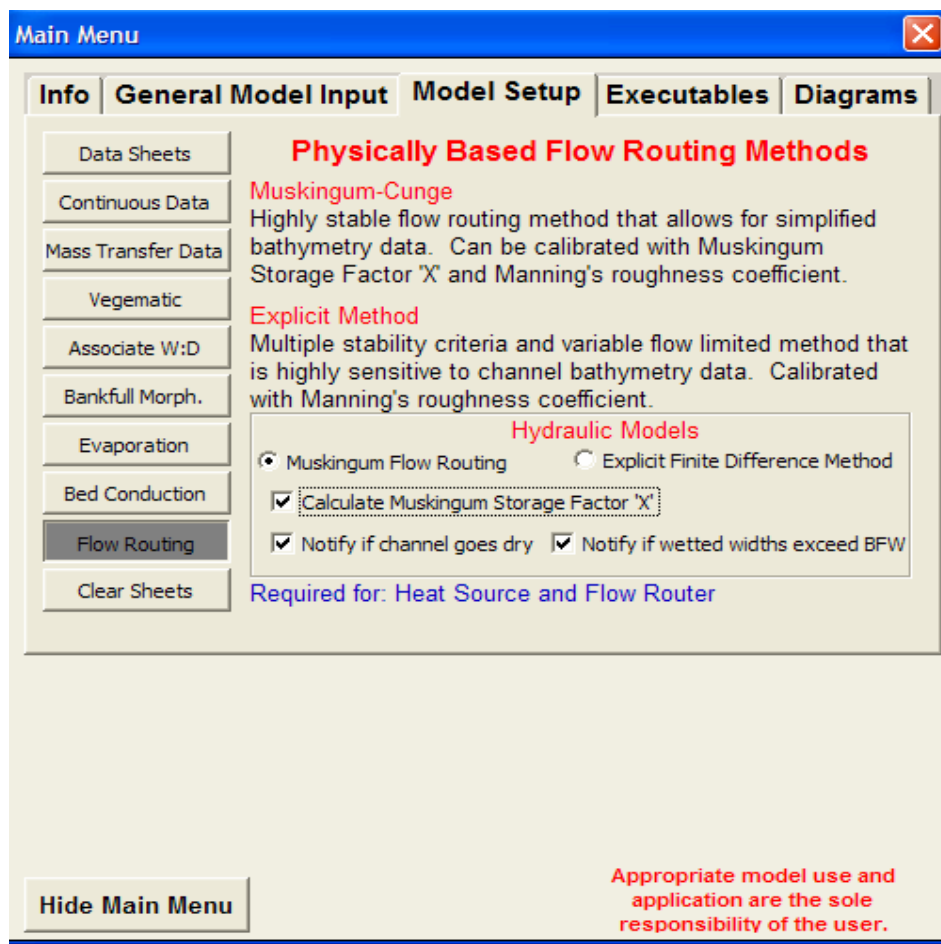 Main Menu
Info General Model Input Model Setup Executables Diagrams
Data Sheets
Continuous Data
Mass Transfer Data
Vegematic
Associate W:D
Bankfull Morph.
Evaporation
Bed Conduction
Flow Routing
Clear Sheets
Physically Based Flow Routing Methods
Muskingum-Cunge
Highly stable flow routing method that allows for simplified
bathymetry data. Can be calibrated with Muskingum
Storage Factor 'X' and Manning's roughness coefficient.
Explicit Method
Multiple stability criteria and variable flow limited method that
is highly sensitive to channel bathymetry data. Calibrated
with Manning's roughness coefficient.
Hydraulic Models
Muskingum Flow Routing Explicit Finite Difference Method
Calculate Muskingum Storage Factor 'X'
Notify if channel goes dry Notify if wetted widths exceed BFW
Required for: Heat Source and Flow Router
Hide Main Menu
Appropriate model use and
application are the sole
responsibility of the user.